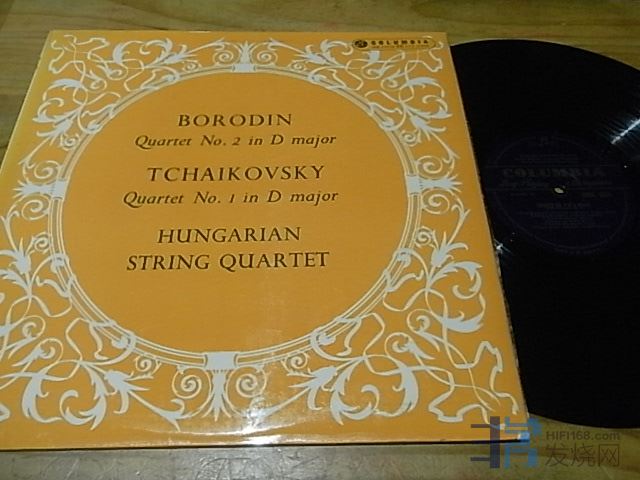 COLUMBIA
BORODIN
Quartet No. 2 in D major
TCHAIKOVSKY
Quartet No. 1 in D major
HUNGARIAN
STRING QUARTET
COLUMBIA
HIFI168.com
发烧网